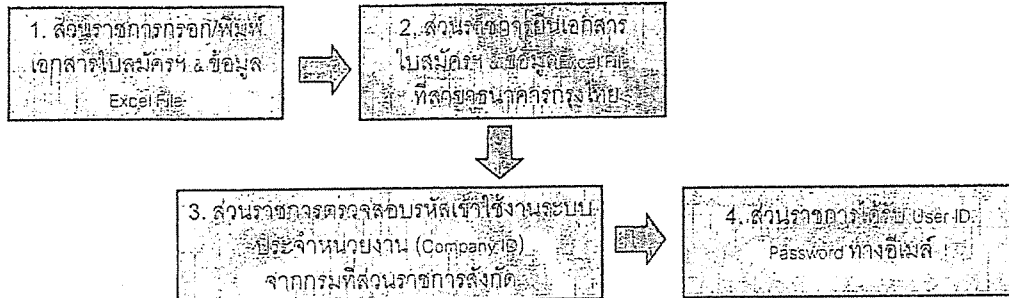 1. ส่วนราชการกรอก/พิมพ์
เอกสารใบสมัครฯ & ข้อมูล
Excel File
2. ส่วนราชการยื่นเอกสาร
ใบสมัครฯ & ข้อมูล Excel File
ที่สาขาธนาคารกรุงไทย
3. ส่วนราชการตรวจสอบรหัสเข้าใช้งานระบบ
ประจำหน่วยงาน (Company ID)
จากกรมที่ส่วนราชการสังกัด
4. ส่วนราชการได้รับ User ID,
Password ทางอีเมล์